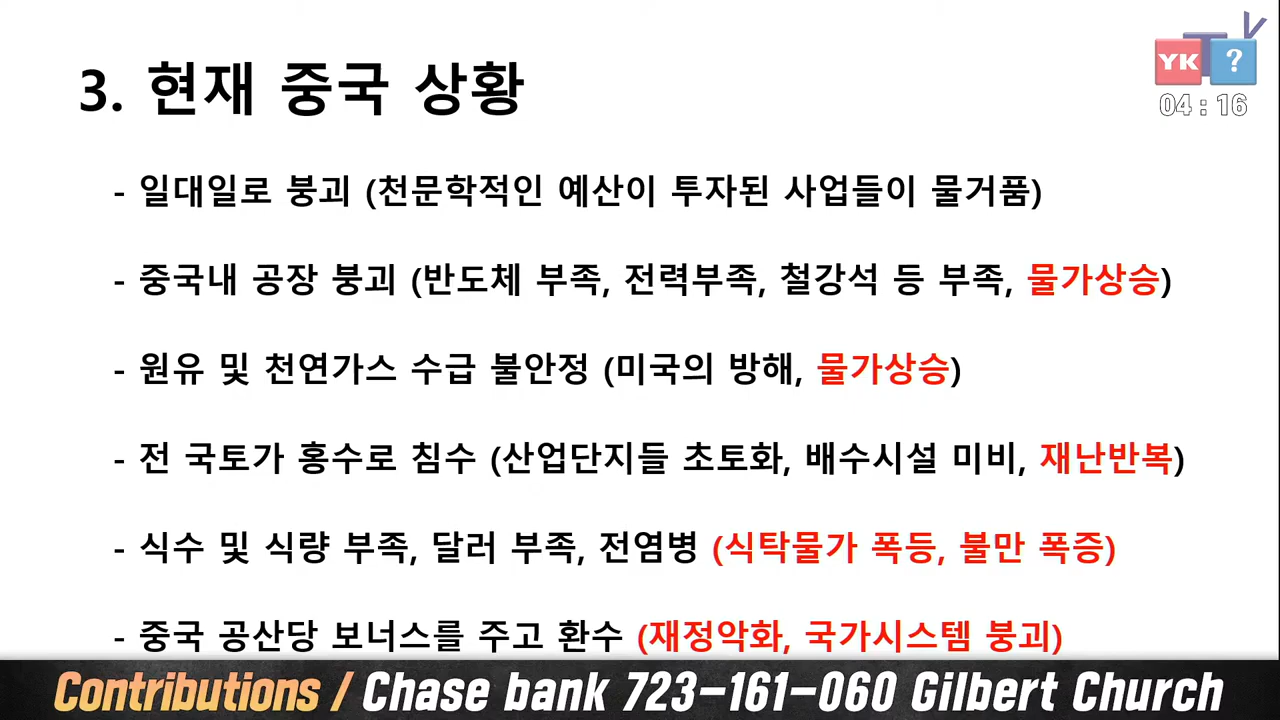 YK
T
?
V
04 : 16
3. 현재 중국 상황
- 일대일로 붕괴 (천문학적인 예산이 투자된 사업들이 물거품)
- 중국내 공장 붕괴 (반도체 부족, 전력부족, 철강석 등 부족, 물가상승)
- 원유 및 천연가스 수급 불안정 (미국의 방해, 물가상승)
- 전 국토가 홍수로 침수 (산업단지들 초토화, 배수시설 미비, 재난반복)
- 식수 및 식량 부족, 달러 부족, 전염병 (식탁물가 폭등, 불만 폭증)
- 중국 공산당 보너스를 주고 환수 (재정악화, 국가시스템 붕괴)
Contributions / Chase bank 723-161-060 Gilbert Church